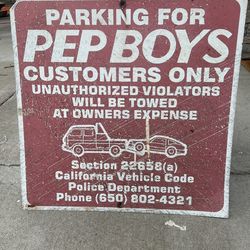 PARKING FOR
PEP BOYS
CUSTOMERS ONLY
UNAUTHORIZED VIOLATORS
WILL BE TOWED
AT OWNERS EXPENSE
Section 22658(a)
California Vehicle Code
Police Department
Phone (650) 802-4321